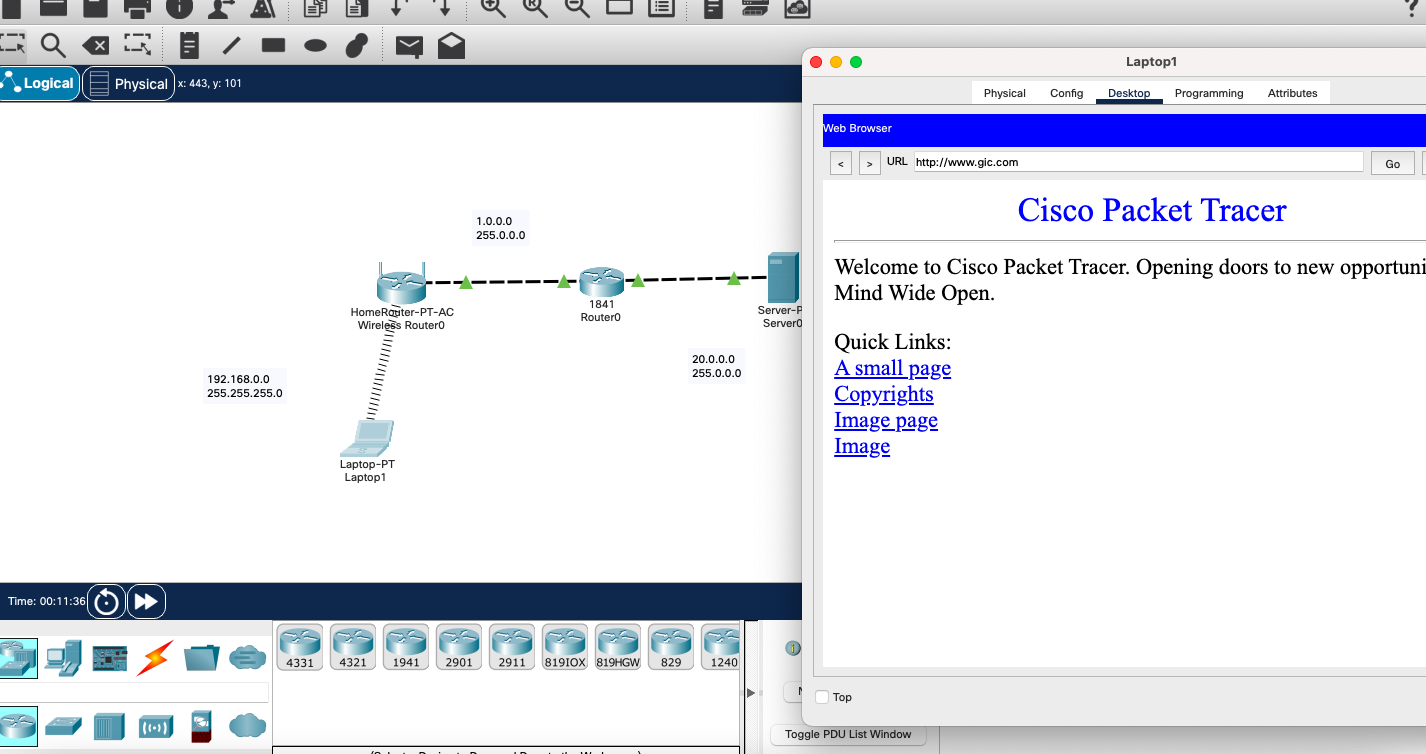 ?
Logical
Physical
x: 443, y: 101
Laptop1
Physical
Config
Desktop
Programming
Attributes
Web Browser
<
>
URL
http://www.gic.com
Go
Cisco Packet Tracer
Welcome to Cisco Packet Tracer. Opening doors to new opportuni
Mind Wide Open.
Quick Links:
A small page
Copyrights
Image page
Image
1.0.0.0
255.0.0.0
HomeRouter-PT-AC
Wireless Router0
1841
Router0
Server-P
Server0
20.0.0.0
255.0.0.0
192.168.0.0
255.255.255.0
Laptop-PT
Laptop1
Time: 00:11:36
4331
4321
1941
2901
2911
819IOX
819HGW
829
1240
Top
Toggle PDU List Window